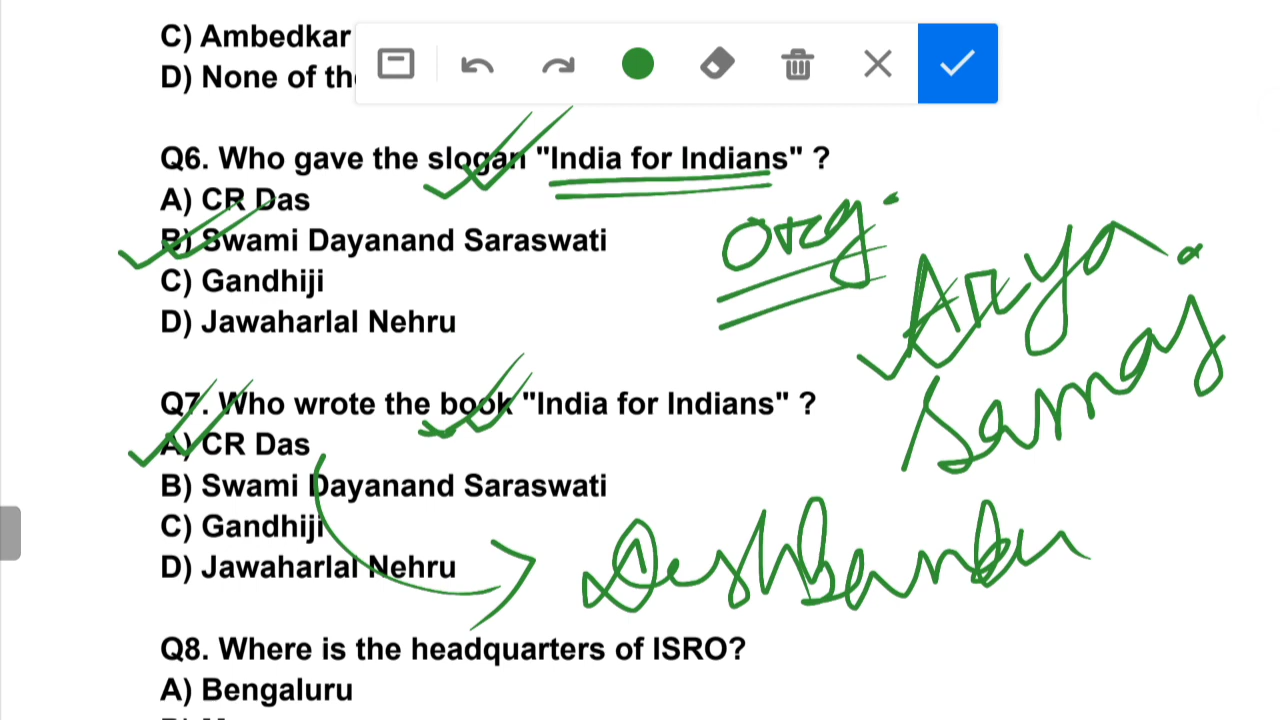 C) Ambedkar
D) None of the
Q6. Who gave the slogan "India for Indians" ?
A) CR Das
B) Swami Dayanand Saraswati
C) Gandhiji
D) Jawaharlal Nehru
Org.
Arya
Samaj
Q7. Who wrote the book "India for Indians" ?
A) CR Das
B) Swami Dayanand Saraswati
C) Gandhiji
D) Jawaharlal Nehru
DeshBandhu
Q8. Where is the headquarters of ISRO?
A) Bengaluru